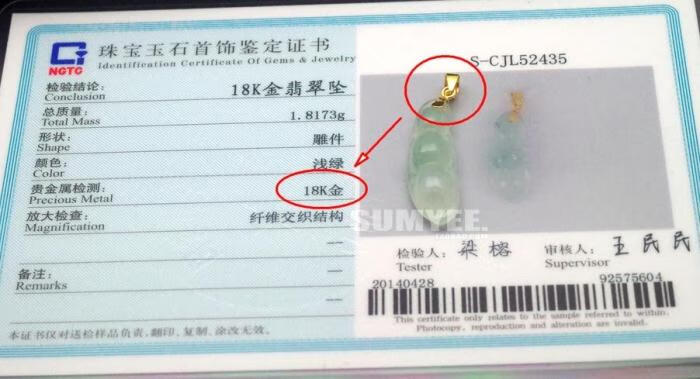 珠宝玉石首饰鉴定证书
Identification Certificate Of Gems & Jewelry
NGTC
S-CJL52435
检验结论:
Conclusion
18K金翡翠坠
总质量:
Total Mass
1.8173g
形状:
Shape
雕件
颜色:
Color
浅绿
贵金属检测:
Precious Metal
18K金
放大检查:
Magnification
纤维交织结构
—
—
备注:
Remarks
—
本证书仅对送检样品负责,翻印、复制、涂改无效。
SUMYEE.
检验人: 梁榕
Tester
审核人: 王民民
Supervisor
20140428
92575604
This certificate only relates to the sample referred to within.
Photocopy, reproduction and alteration are invalid.